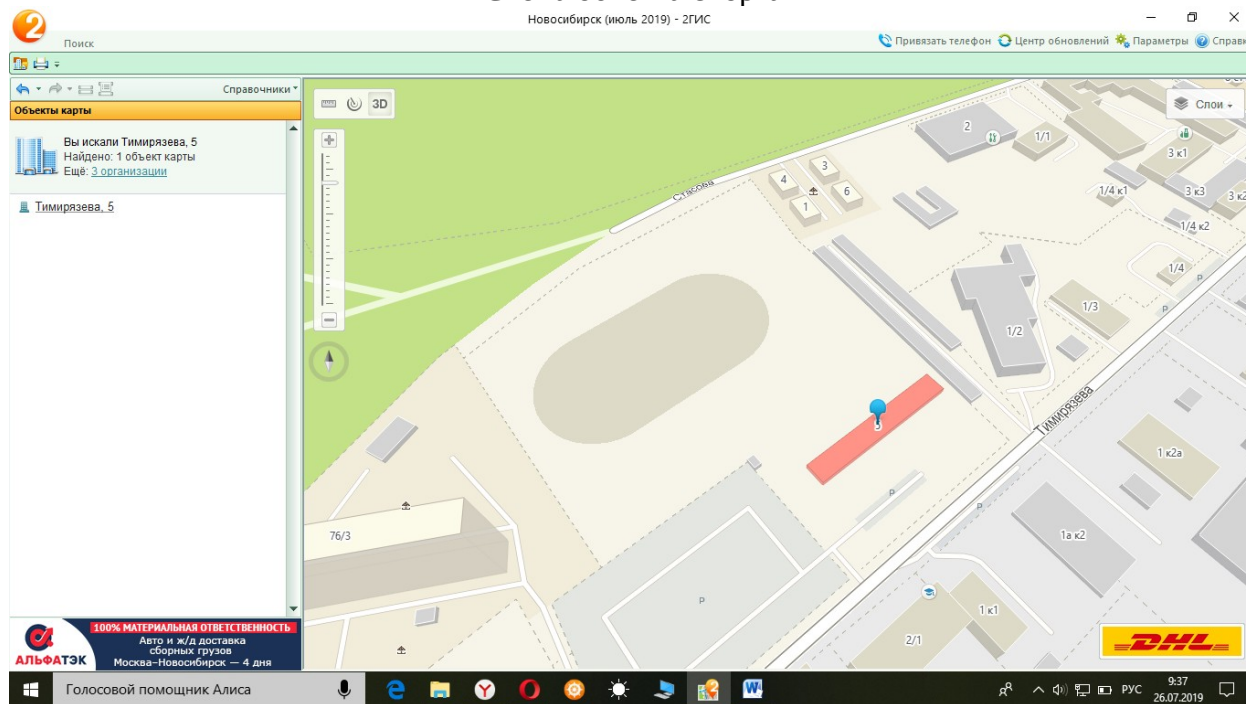 Новосибирск (июль 2019) - 2ГИС
Поиск
Привязать телефон
Центр обновлений
Параметры
Справочники
Объекты карты
Вы искали Тимирязева, 5
Найдено: 1 объект карты
Ещё: 3 организации
Тимирязева, 5
3D
Слои
Стасова
2
1/1
3 к1
4
3
1
6
1/4 к1
3 к3
1/4 к2
1/4
P
1/3
P
1/2
Тимирязева
5
1 к2а
P
P
76/3
1а к2
P
1 к1
2/1
100% МАТЕРИАЛЬНАЯ ОТВЕТСТВЕННОСТЬ
Авто и ж/д доставка
сборных грузов
Москва–Новосибирск — 4 дня
АЛЬФАТЭК
DHL
Голосовой помощник Алиса
РУС
9:37
26.07.2019